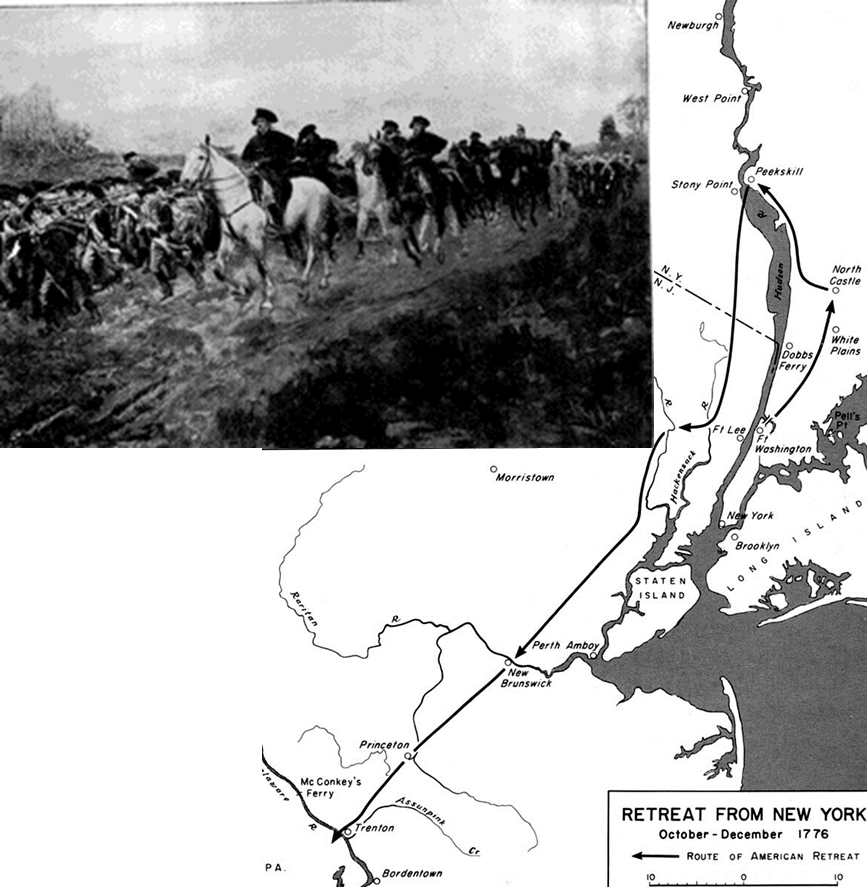 Newburgh
West Point
Peekskill
Stony Point
R.
Hudson
North
Castle
N.Y.
N.J.
White
Plains
Dobbs
Ferry
R.
R.
Pell's
Pt
Ft Lee
Ft
Washington
Hackensack
Morristown
New York
Brooklyn
LONG ISLAND
STATEN
ISLAND
Raritan
R.
Perth Amboy
New
Brunswick
Princeton
McConkey's
Ferry
laware
R.
Assunpink
Cr.
Trenton
PA.
Bordentown
RETREAT FROM NEW YORK
October - December 1776
ROUTE OF AMERICAN RETREAT
10 0 10